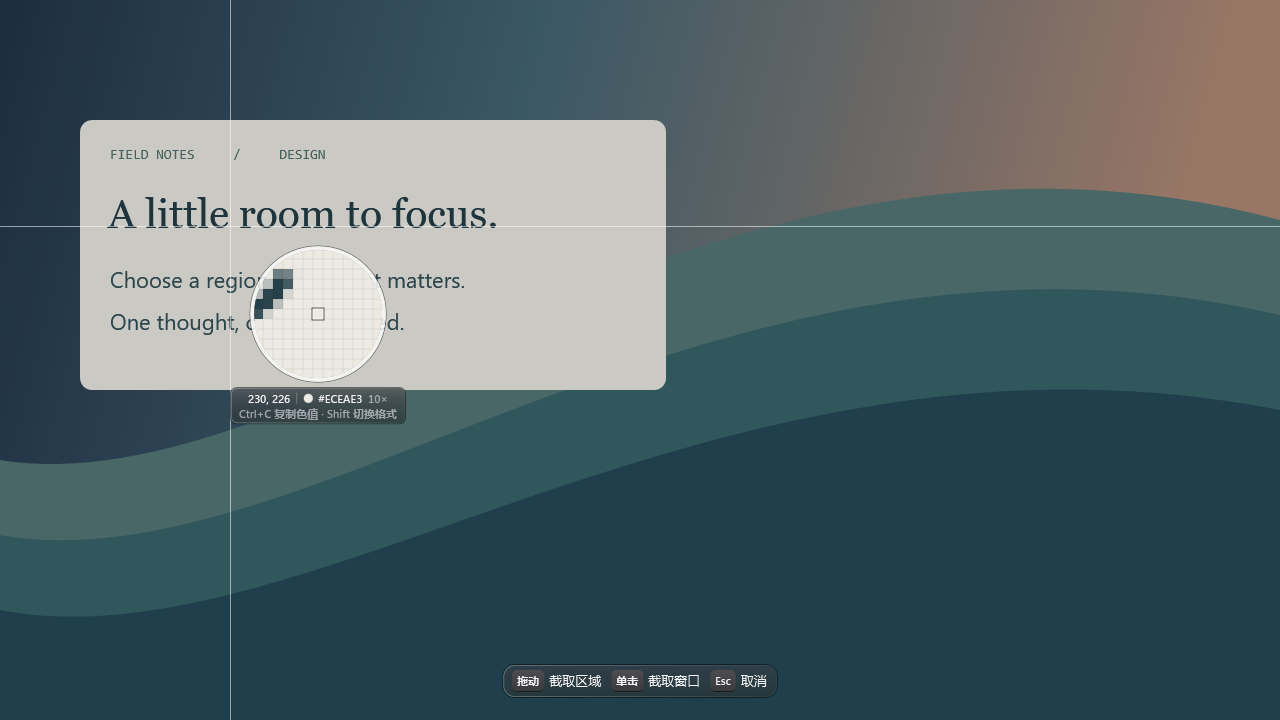 FIELD NOTES / DESIGN
A little room to focus.
Choose a regio t matters.
One thought, d.
230, 226 #ECEAE3 10×
Ctrl+C 复制色值 · Shift 切换格式
拖动 截取区域 单击 截取窗口 Esc 取消